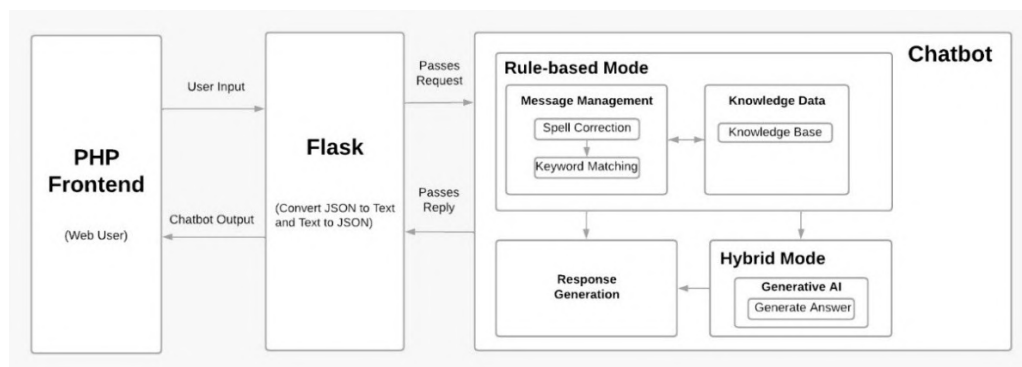 PHP
Frontend
(Web User)
User Input
Chatbot Output
Flask
(Convert JSON to Text
and Text to JSON)
Passes
Request
Passes
Reply
Chatbot
Rule-based Mode
Message Management
Spell Correction
Keyword Matching
Knowledge Data
Knowledge Base
Response
Generation
Hybrid Mode
Generative AI
Generate Answer